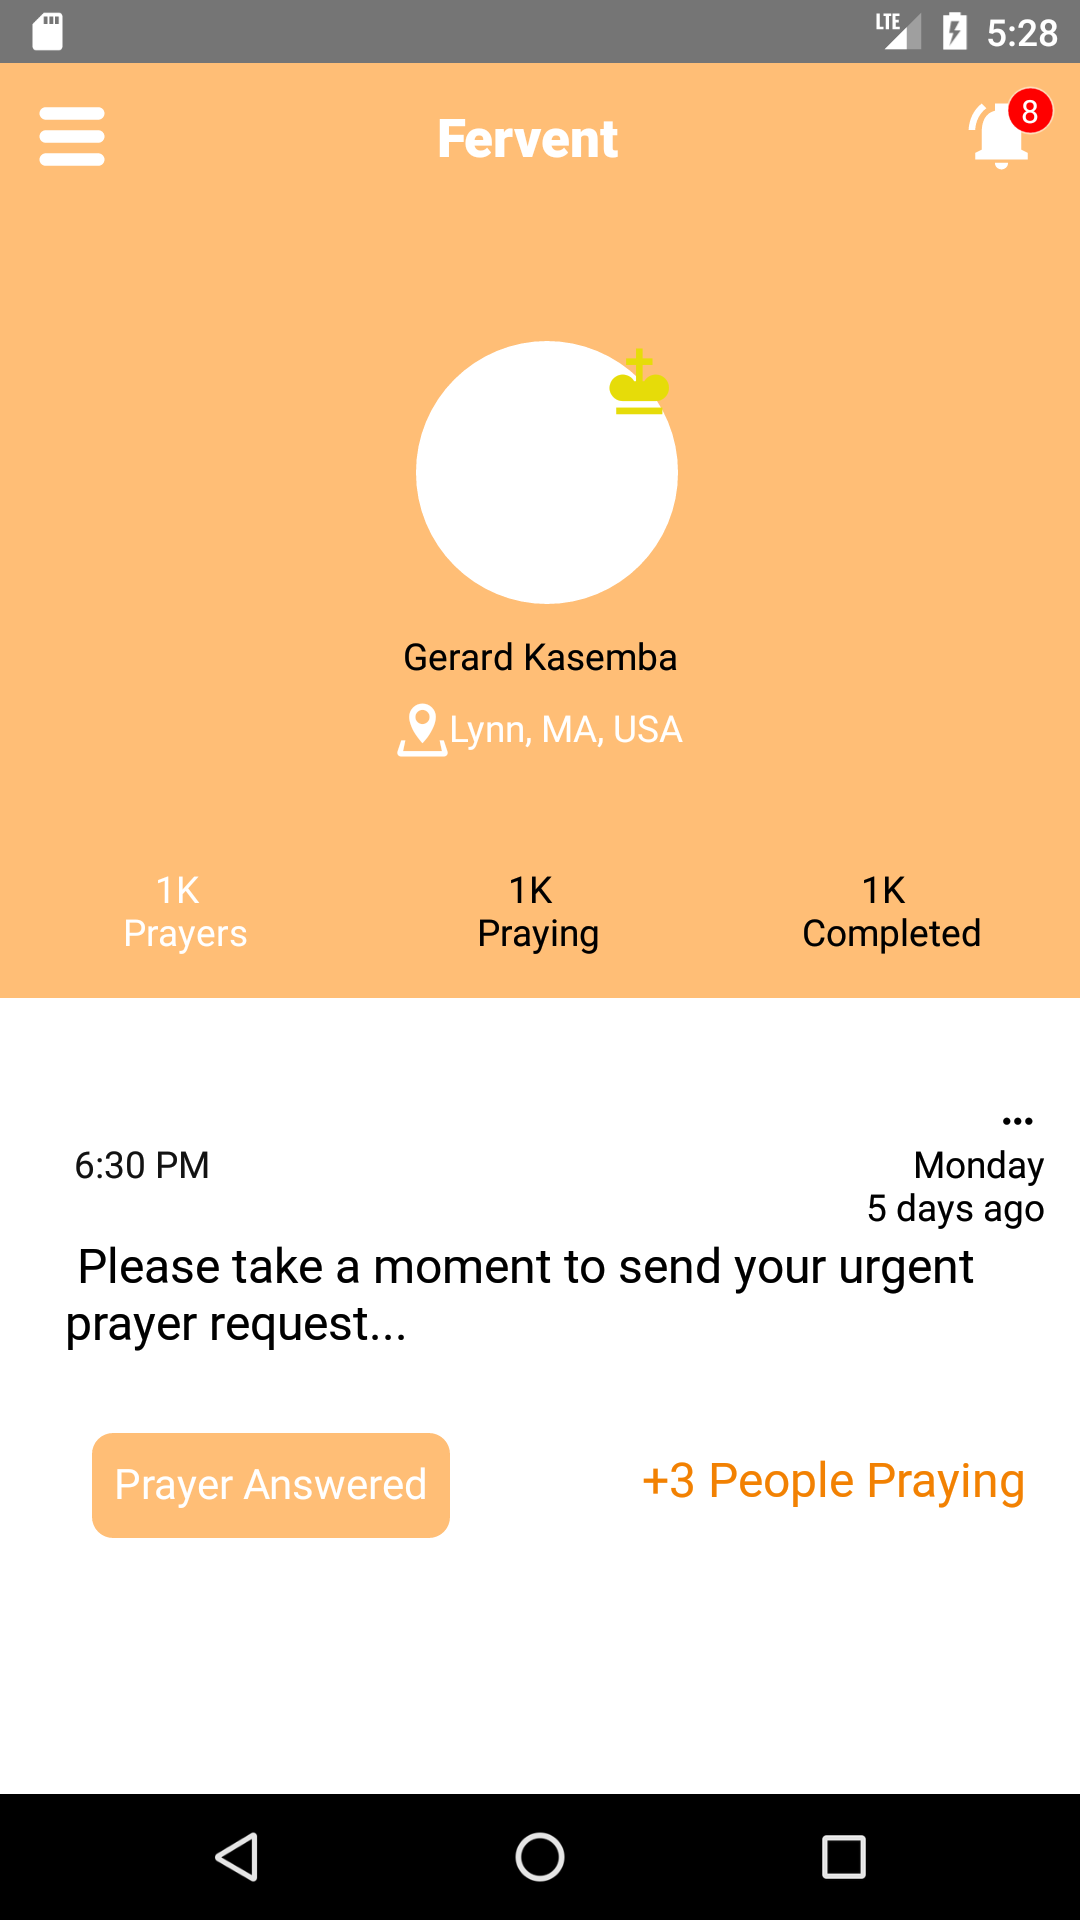 LTE 5:28
Fervent
8
Gerard Kasemba
Lynn, MA, USA
1K 1K 1K
Prayers Praying Completed
6:30 PM Monday
5 days ago
Please take a moment to send your urgent
prayer request...
Prayer Answered +3 People Praying